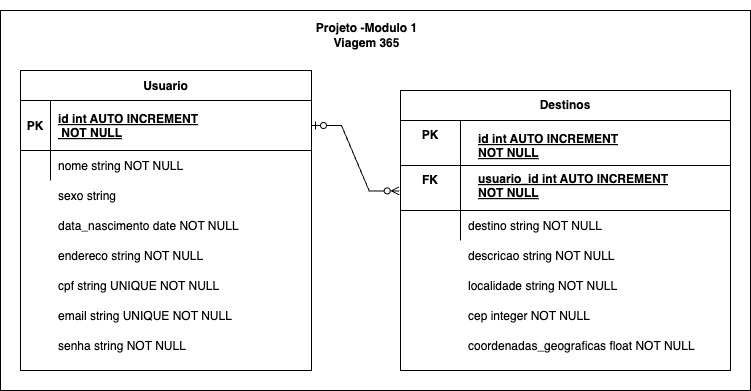 Projeto -Modulo 1
Viagem 365
Usuario
PK
id int AUTO INCREMENT
NOT NULL
nome string NOT NULL
sexo string
data_nascimento date NOT NULL
endereco string NOT NULL
cpf string UNIQUE NOT NULL
email string UNIQUE NOT NULL
senha string NOT NULL
Destinos
PK
id int AUTO INCREMENT
NOT NULL
FK
usuario_id int AUTO INCREMENT
NOT NULL
destino string NOT NULL
descricao string NOT NULL
localidade string NOT NULL
cep integer NOT NULL
coordenadas_geograficas float NOT NULL